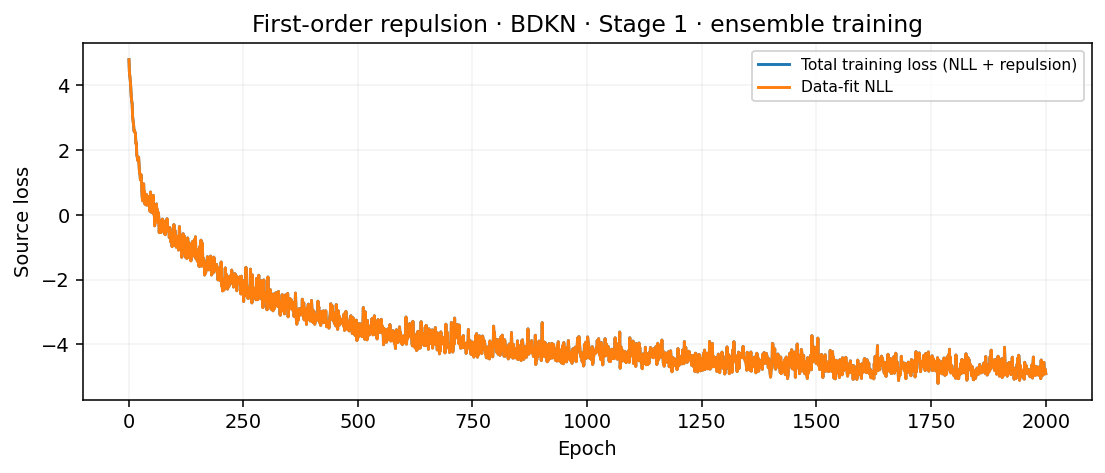 First-order repulsion · BDKN · Stage 1 · ensemble training
Total training loss (NLL + repulsion)
Data-fit NLL
Source loss
4
2
0
−2
−4
0 250 500 750 1000 1250 1500 1750 2000
Epoch